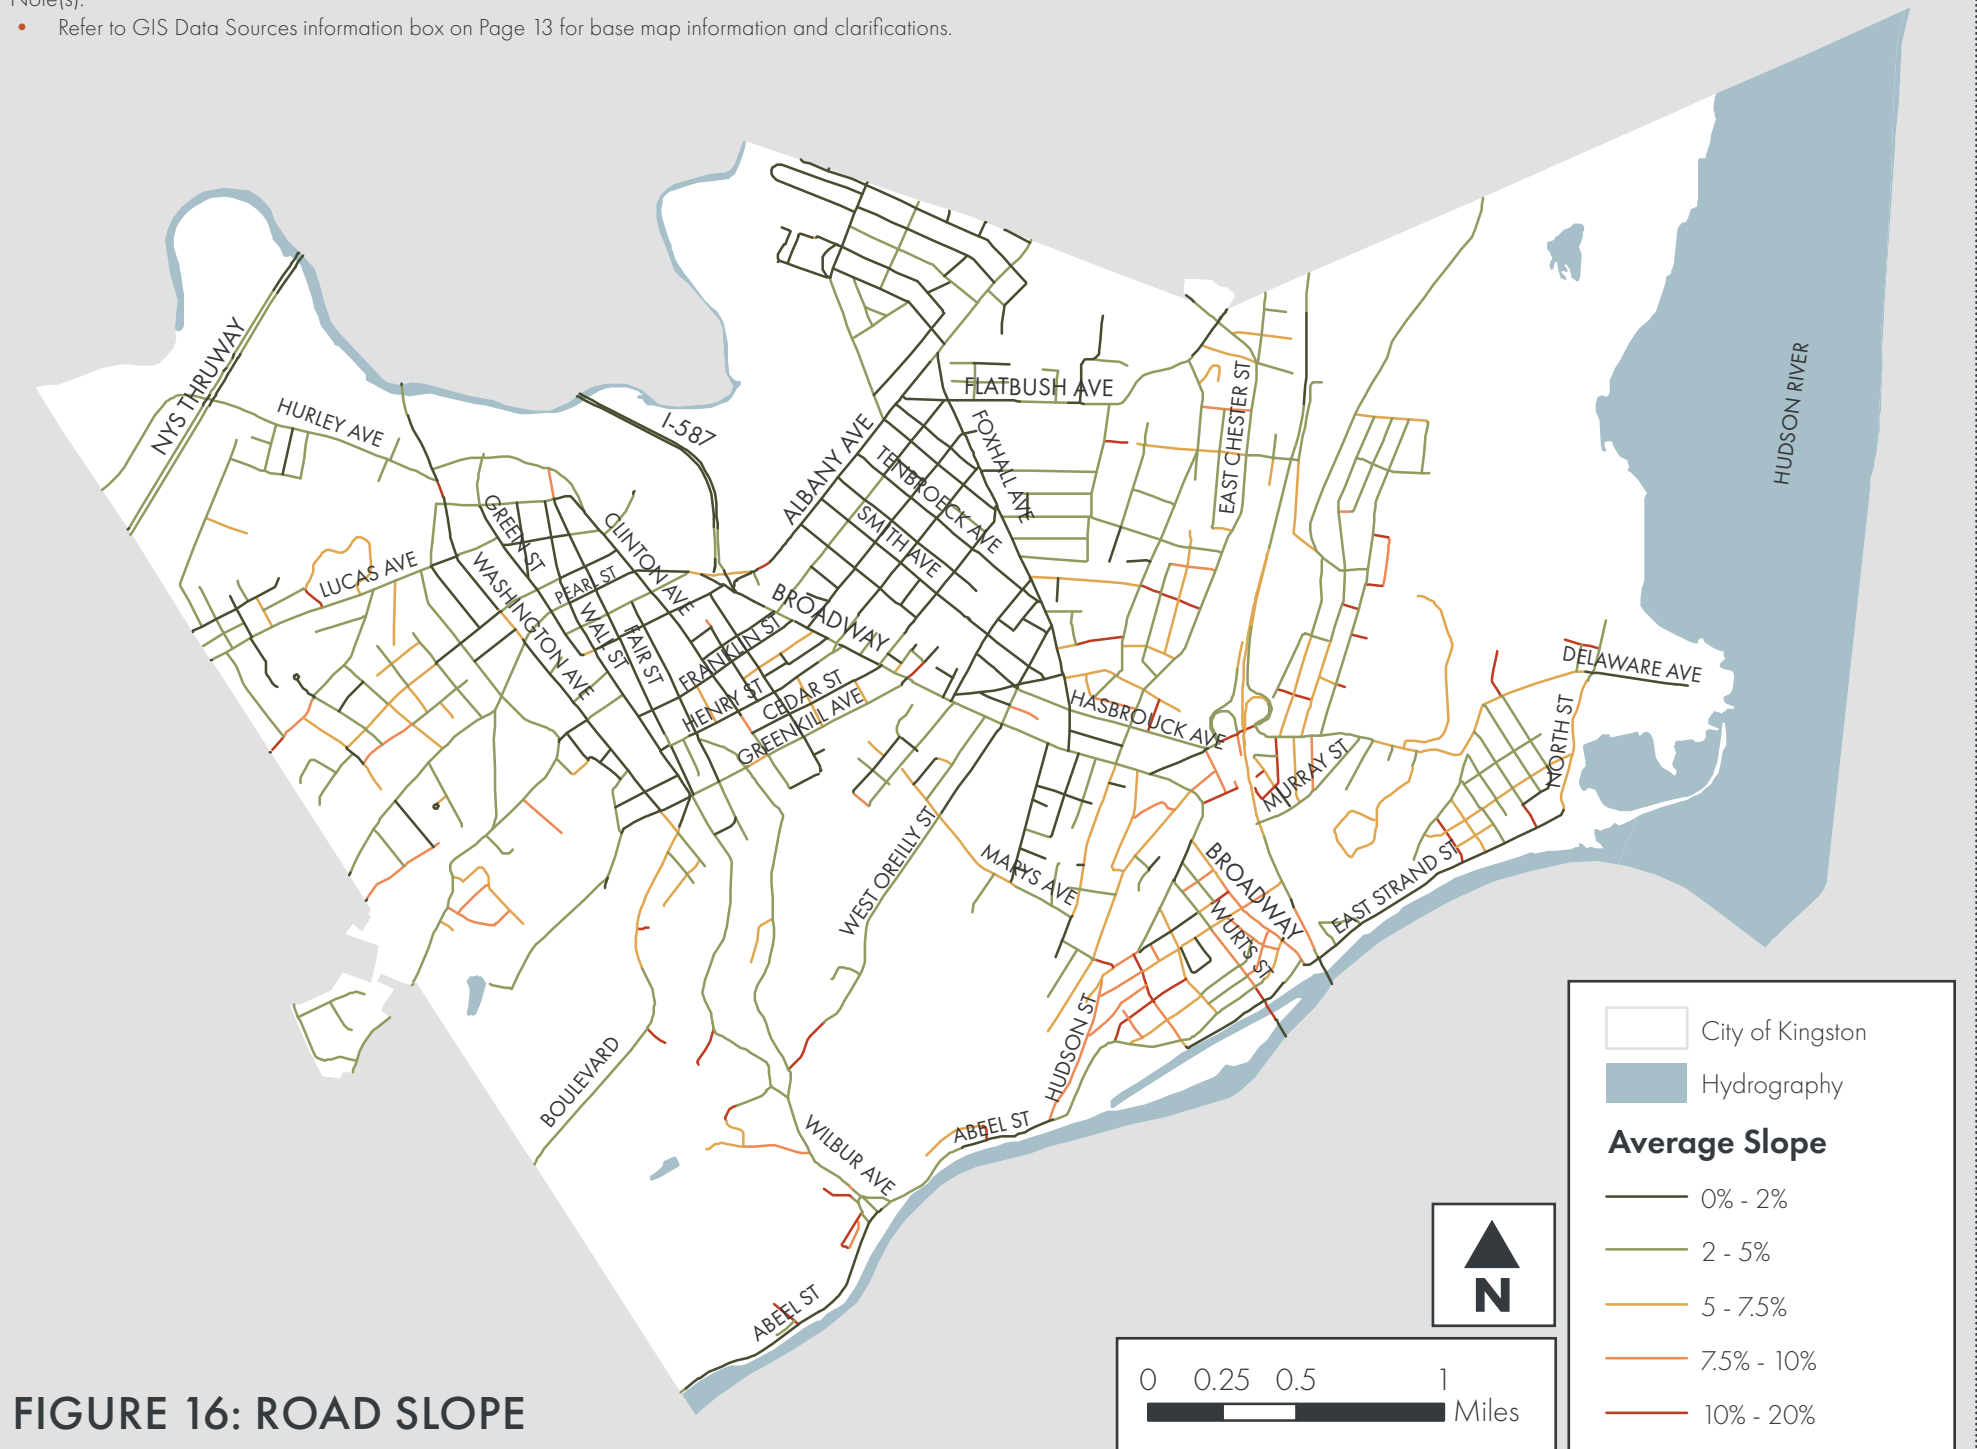 Note(s):
• Refer to GIS Data Sources information box on Page 13 for base map information and clarifications.
NYS THRUWAY
HURLEY AVE
I-587
LUCAS AVE
GREEN ST
CLINTON AVE
WASHINGTON AVE
PEARL ST
WALL ST
FAIR ST
ALBANY AVE
TENBROECK AVE
SMITH AVE
FOXHALL AVE
FLATBUSH AVE
EAST CHESTER ST
HUDSON RIVER
BROADWAY
FRANKLIN ST
HENRY ST
CEDAR ST
GREENKILL AVE
HASBROUCK AVE
MURRAY ST
DELAWARE AVE
NORTH ST
EAST STRAND ST
WEST OREILLY ST
MARYS AVE
BROADWAY
WURTS ST
HUDSON ST
BOULEVARD
WILBUR AVE
ABEEL ST
ABEEL ST
City of Kingston
Hydrography
Average Slope
0% - 2%
2 - 5%
5 - 7.5%
7.5% - 10%
10% - 20%
N
0 0.25 0.5 1
Miles
FIGURE 16: ROAD SLOPE